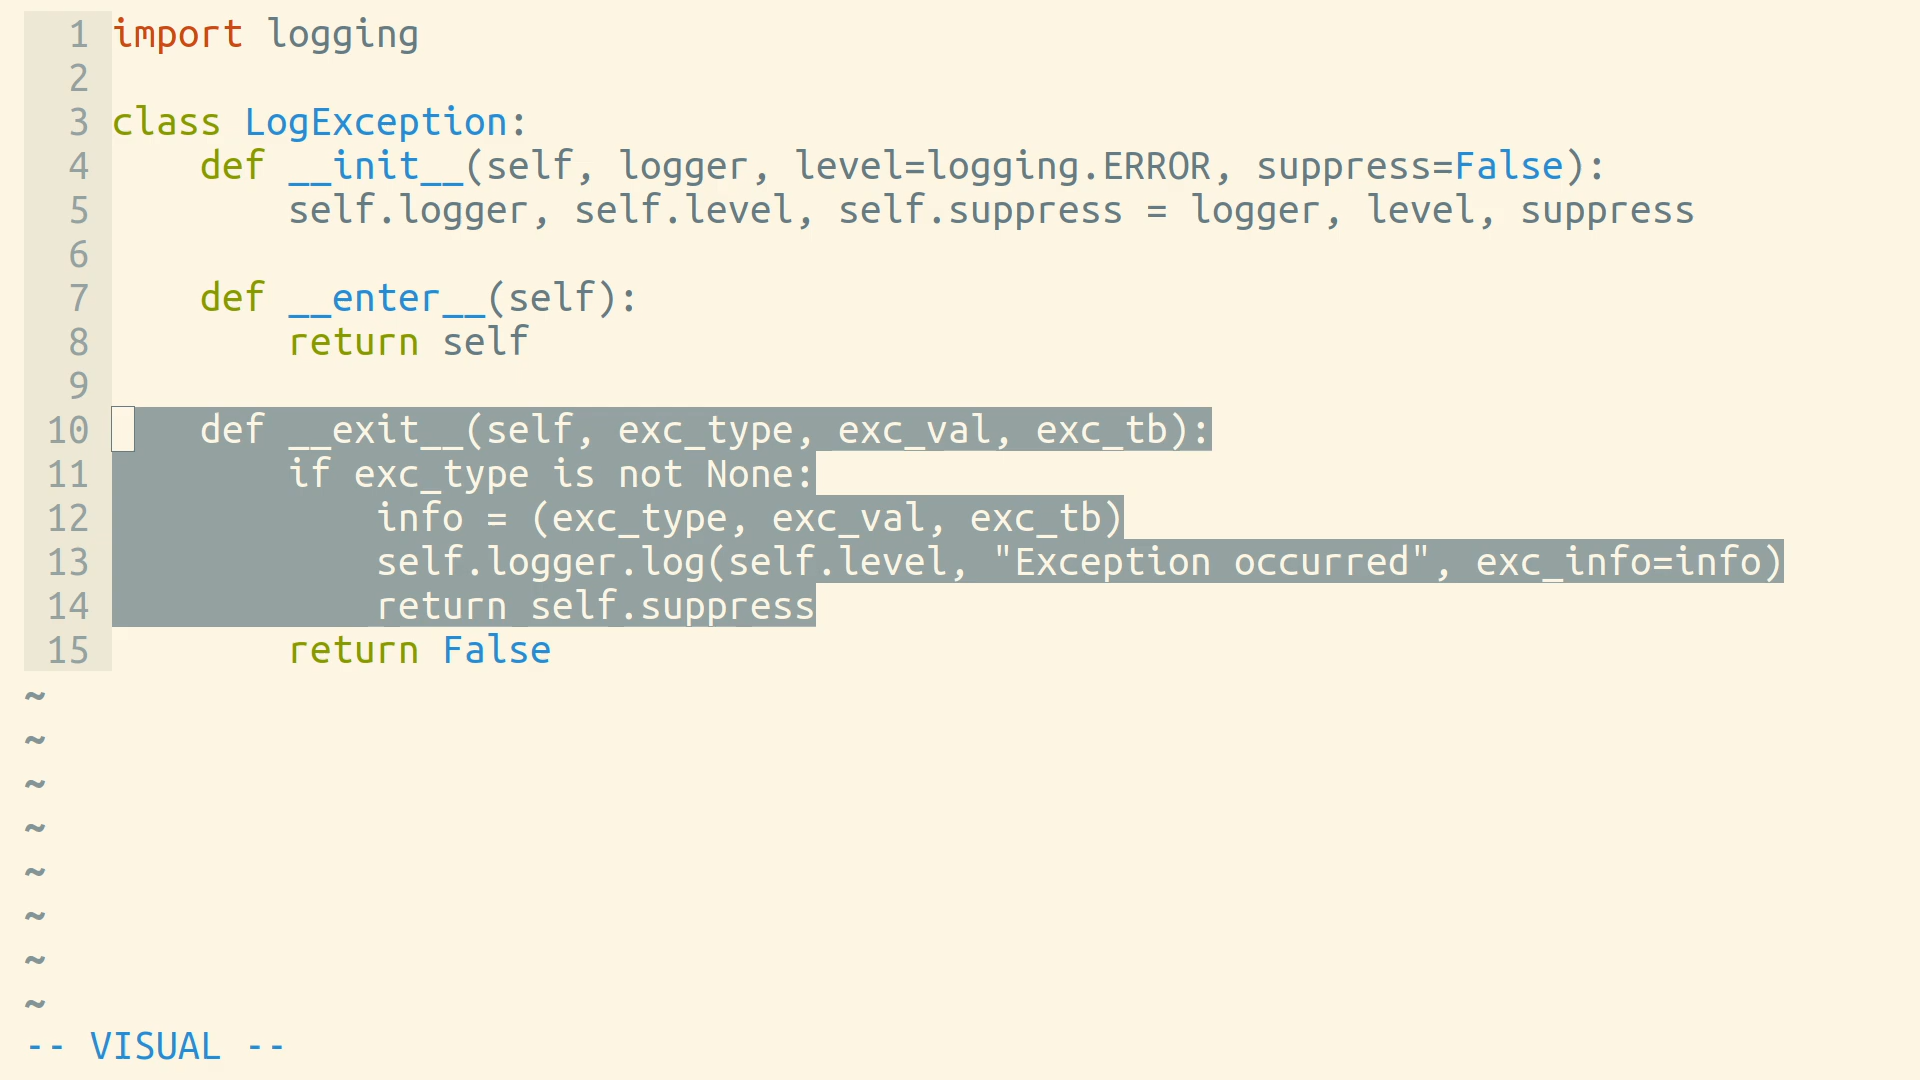 1 import logging
2
3 class LogException:
4     def __init__(self, logger, level=logging.ERROR, suppress=False):
5         self.logger, self.level, self.suppress = logger, level, suppress
6
7     def __enter__(self):
8         return self
9
10     def __exit__(self, exc_type, exc_val, exc_tb):
11         if exc_type is not None:
12             info = (exc_type, exc_val, exc_tb)
13             self.logger.log(self.level, "Exception occurred", exc_info=info)
14             return self.suppress
15         return False
~
~
~
~
~
~
~
~
-- VISUAL --